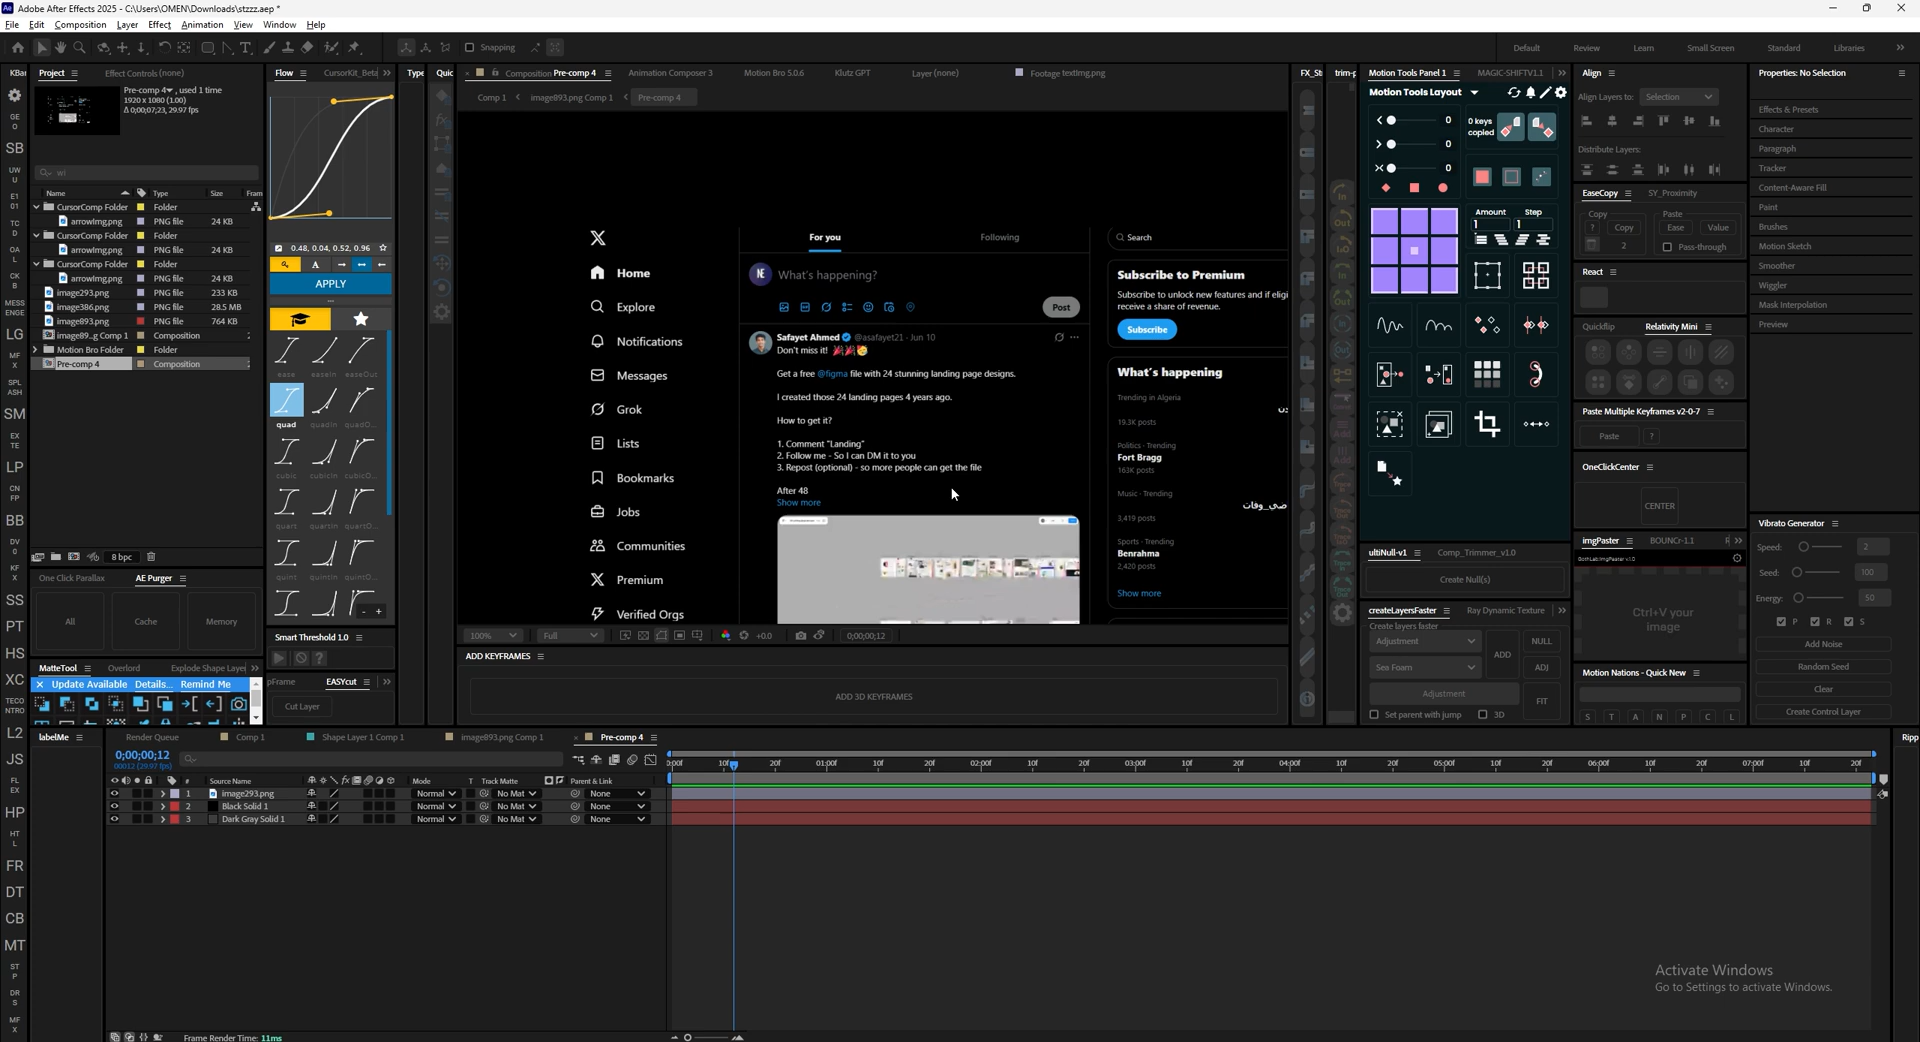 Adobe After Effects 2025 - C:\Users\OMEN\Downloads\stzzz.aep *
File Edit Composition Layer Effect Animation View Window Help
Snapping
Default Review Learn Small Screen Standard Libraries
Project
Effect Controls (none)
Pre-comp 4, used 1 time
1920 x 1080 (1.00)
Δ 0;00;07;23, 29.97 fps
wi
Name Type Size Fram
CursorComp Folder Folder
arrowImg.png PNG file 24 KB
CursorComp Folder Folder
arrowImg.png PNG file 24 KB
CursorComp Folder Folder
arrowImg.png PNG file 24 KB
image293.png PNG file 233 KB
image386.png PNG file 28.5 MB
image893.png PNG file 764 KB
image89...g Comp 1 Composition
Motion Bro Folder Folder
Pre-comp 4 Composition
8 bpc
One Click Parallax AE Purger
All Cache Memory
MatteTool Overlord Explode Shape Layer
Update Available Details... Remind Me
Flow CursorKit_Beta
0.48, 0.04, 0.52, 0.96
APPLY
ease easeIn easeOut
quad quadIn quadO...
cubic cubicIn cubicO...
quart quartIn quartO...
quint quintIn quintO...
Smart Threshold 1.0
pFrame EASYcut
Cut Layer
Type
Quic
Composition Pre-comp 4 Animation Composer 3 Motion Bro 5.0.6 Klutz GPT Layer (none) Footage textImg.png
Comp 1 image893.png Comp 1 Pre-comp 4
Home
Explore
Notifications
Messages
Grok
Lists
Bookmarks
Jobs
Communities
Premium
Verified Orgs
For you Following
What's happening?
Post
Safayet Ahmed @asafayet21 · Jun 10
Don't miss it! 🎉🎉🥳
Get a free @figma file with 24 stunning landing page designs.
I created those 24 landing pages 4 years ago.
How to get it?
1. Comment "Landing"
2. Follow me - So I can DM it to you
3. Repost (optional) - so more people can get the file
After 48
Show more
Search
Subscribe to Premium
Subscribe to unlock new features and if eligi
receive a share of revenue.
Subscribe
What's happening
Trending in Algeria
19.3K posts
Politics · Trending
Fort Bragg
163K posts
Music · Trending
ضي_وفات
3,419 posts
Sports · Trending
Benrahma
2,420 posts
Show more
100% Full +0.0 0;00;00;12
ADD KEYFRAMES
ADD 3D KEYFRAMES
FX_St
trim-p
Motion Tools Panel 1 MAGIC-SHIFTV1.1
Motion Tools Layout
0
0
0
0 keys
copied
Amount Step
1 1
ultiNull-v1 Comp_Trimmer_v1.0
Create Null(s)
createLayersFaster Ray Dynamic Texture
Create layers faster
Adjustment
Sea Foam
ADD
NULL
ADJ
Adjustment
FIT
Set parent with jump 3D
Align
Align Layers to: Selection
Distribute Layers:
EaseCopy SY_Proximity
Copy Paste
? Copy Ease Value
2 Pass-through
React
Quickflip Relativity Mini
Paste Multiple Keyframes v2-0-7
Paste ?
OneClickCenter
CENTER
imgPaster BOUNCr-1.1
Ctrl+V your
image
Motion Nations - Quick New
S T A N P C L
Properties: No Selection
Effects & Presets
Character
Paragraph
Tracker
Content-Aware Fill
Paint
Brushes
Motion Sketch
Smoother
Wiggler
Mask Interpolation
Preview
Vibrato Generator
Speed: 2
Seed: 100
Energy: 50
P R S
Add Noise
Random Seed
Clear
Create Control Layer
labelMe
Render Queue Comp 1 Shape Layer 1 Comp 1 image893.png Comp 1 Pre-comp 4
0;00;00;12
00012 (29.97 fps)
# Source Name Mode T Track Matte Parent & Link
1 image293.png Normal No Mat None
2 Black Solid 1 Normal No Mat None
3 Dark Gray Solid 1 Normal No Mat None
Frame Render Time: 11ms
Ripp
Activate Windows
Go to Settings to activate Windows.